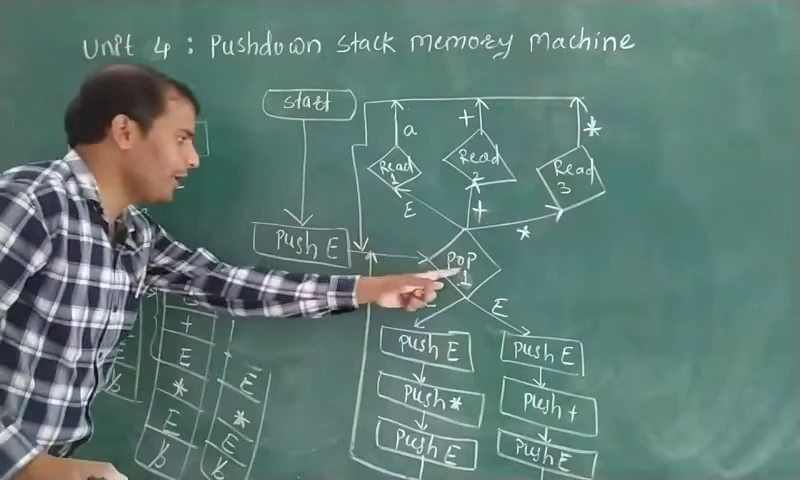 Unit 4 : Pushdown stack memory machine
start
a
+
*
Read 1
Read 2
Read 3
E
+
*
Push E
Pop 1
E
Push E
Push E
Push *
Push +
Push E
Push E
+
E
*
E
b
E
*
E
b
E
b